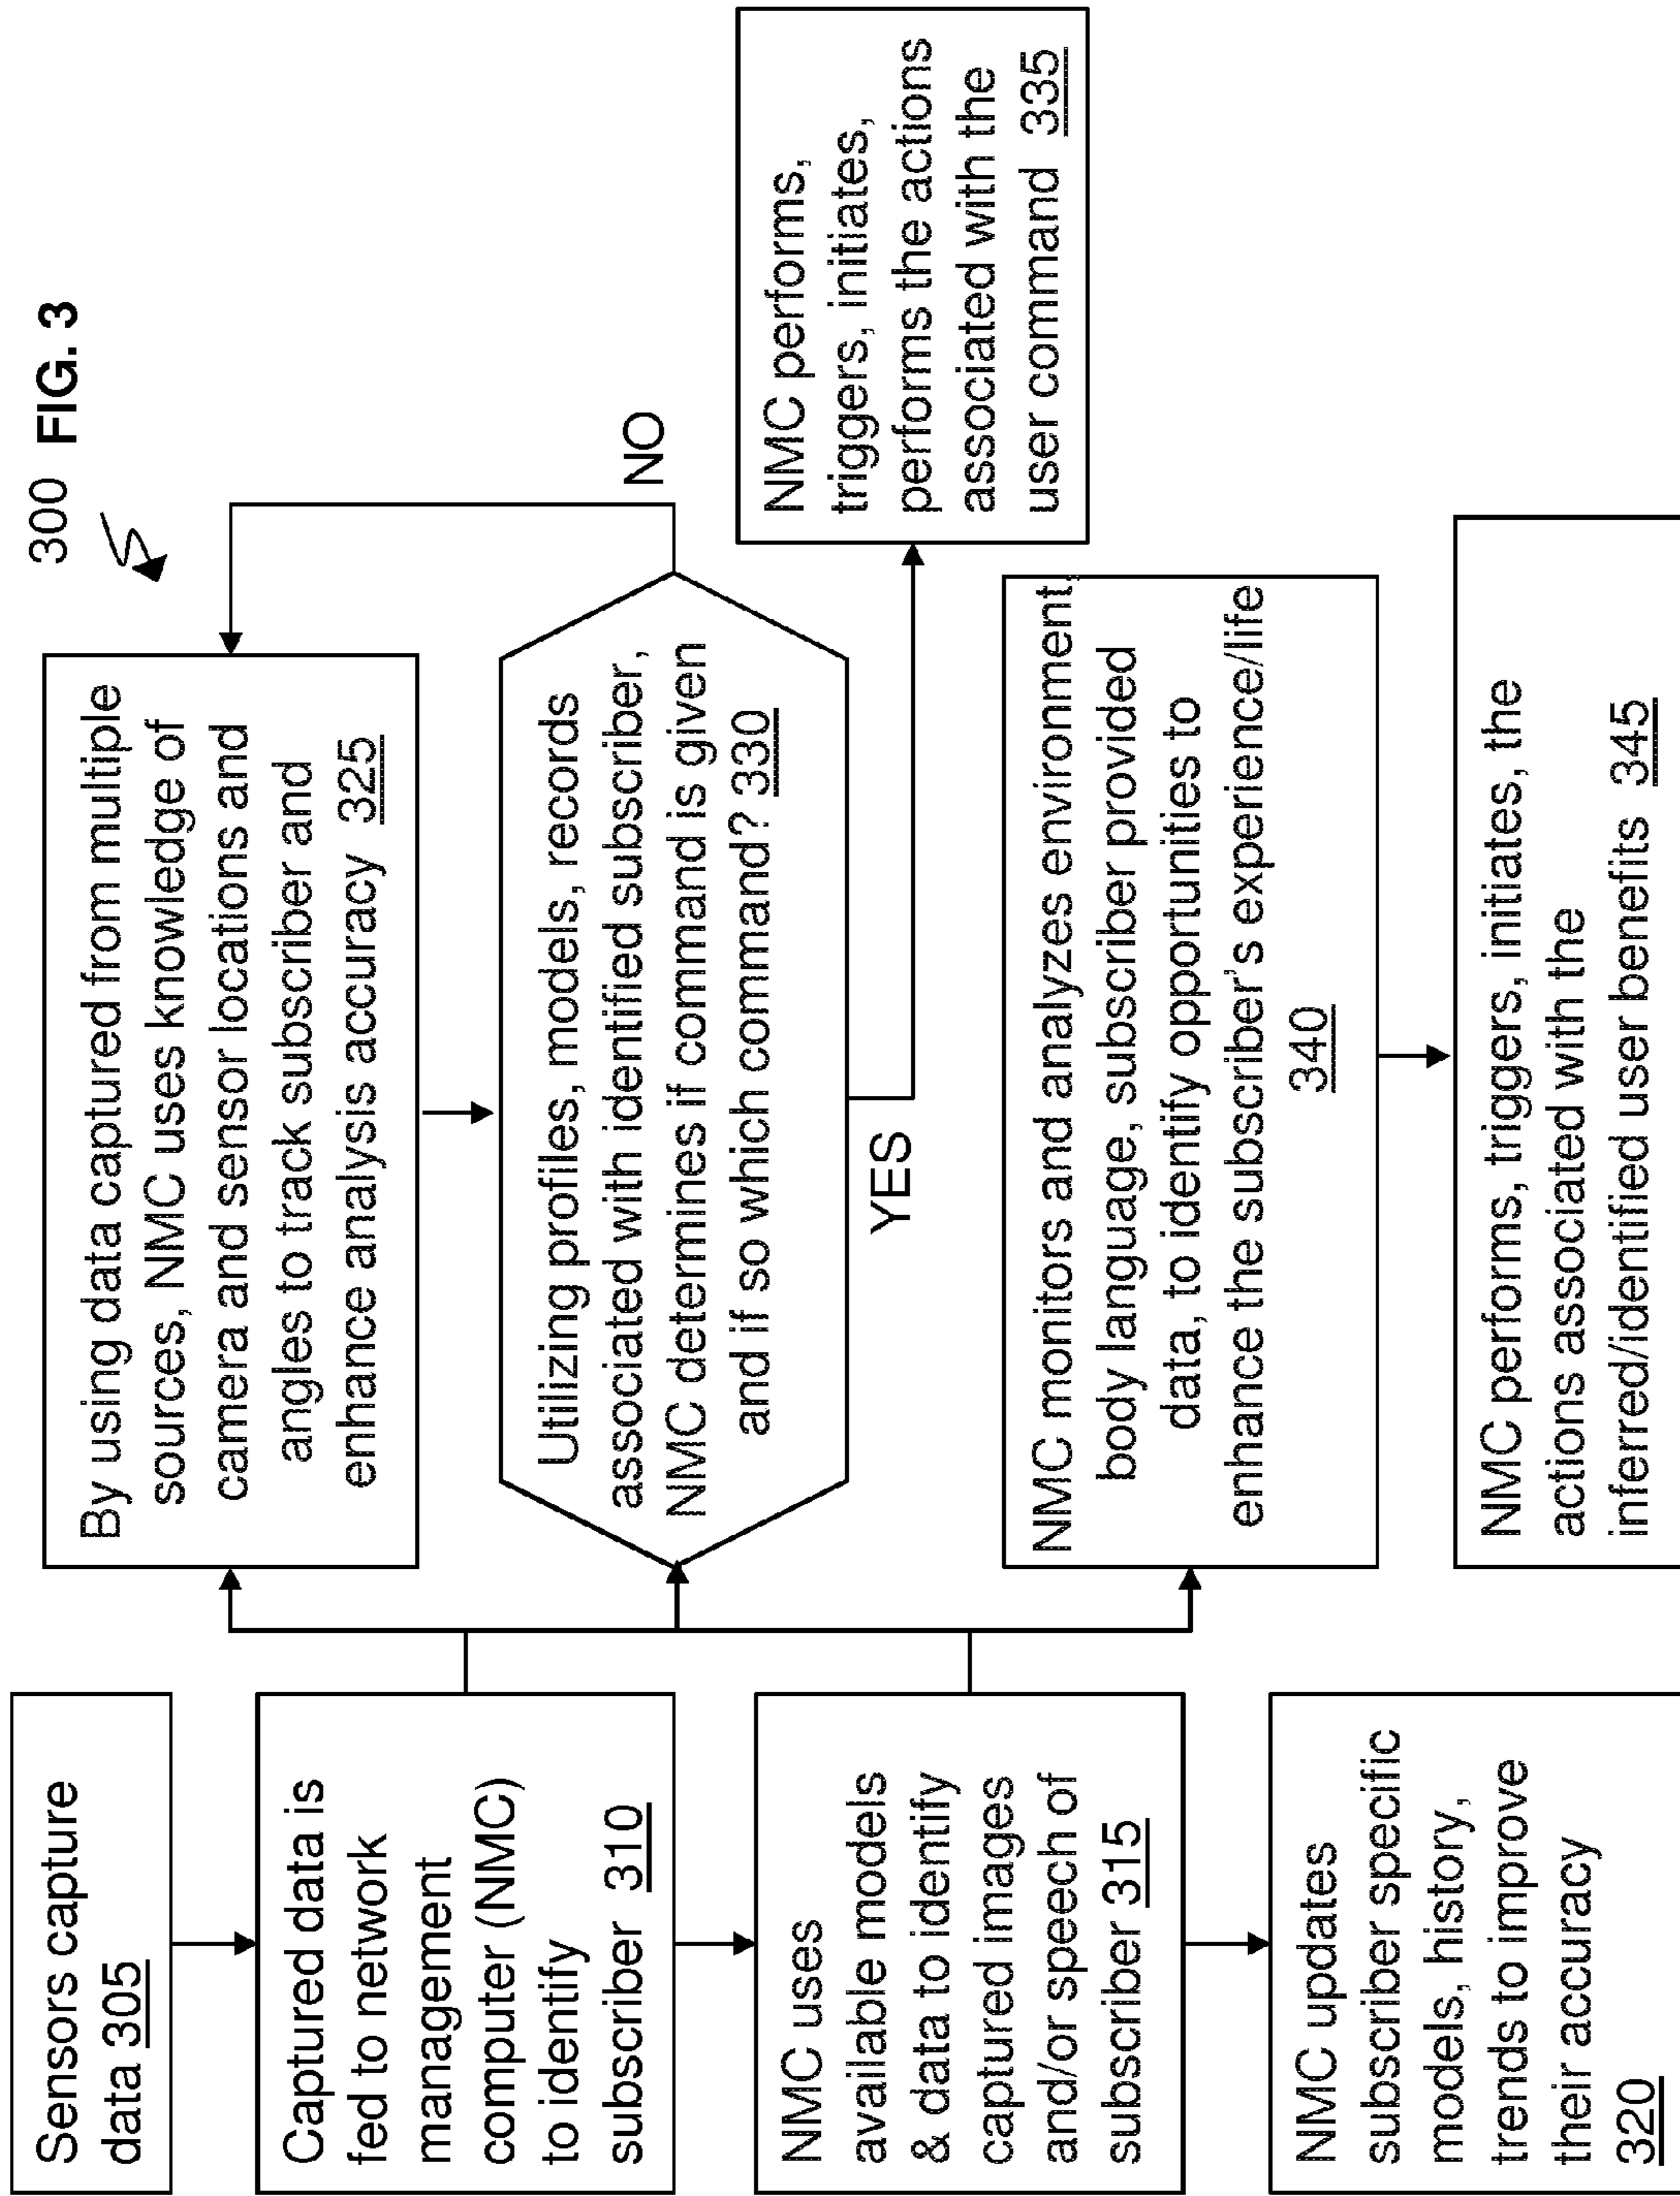 300 FIG. 3
Sensors capture
data 305
Captured data is
fed to network
management
computer (NMC)
to identify
subscriber 310
NMC uses
available models
& data to identify
captured images
and/or speech of
subscriber 315
NMC updates
subscriber specific
models, history,
trends to improve
their accuracy
320
By using data captured from multiple
sources, NMC uses knowledge of
camera and sensor locations and
angles to track subscriber and
enhance analysis accuracy 325
Utilizing profiles, models, records
associated with identified subscriber,
NMC determines if command is given
and if so which command? 330
NO
YES
NMC performs,
triggers, initiates,
performs the actions
associated with the
user command 335
NMC monitors and analyzes environment,
body language, subscriber provided
data, to identify opportunities to
enhance the subscriber's experience/life
340
NMC performs, triggers, initiates, the
actions associated with the
inferred/identified user benefits 345